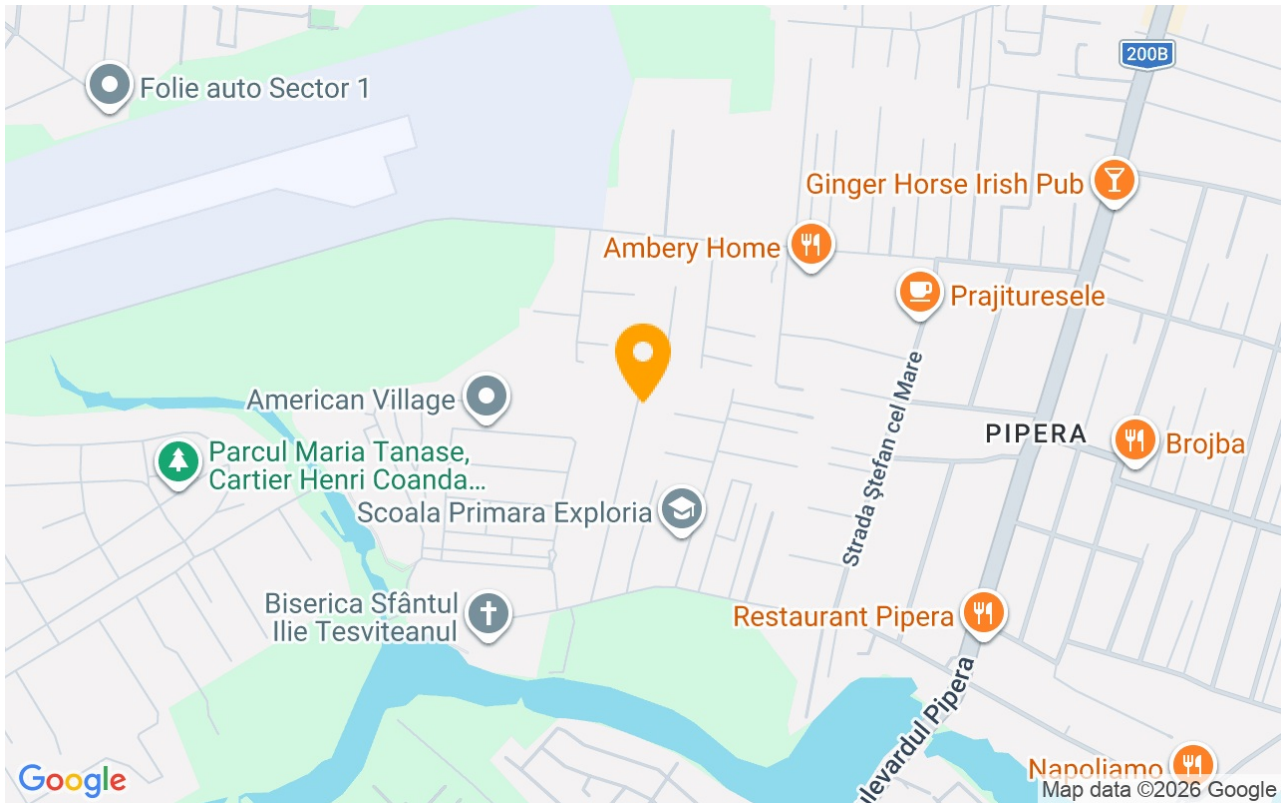 200B
Folie auto Sector 1
Ginger Horse Irish Pub
Ambery Home
Prajituresele
American Village
Strada Ștefan cel Mare
PIPERA
Brojba
Parcul Maria Tanase,
Cartier Henri Coanda...
Scoala Primara Exploria
Biserica Sfântul
Ilie Tesviteanul
Restaurant Pipera
ulevardul Pipera
Napoliamo
Google
Map data ©2026 Google